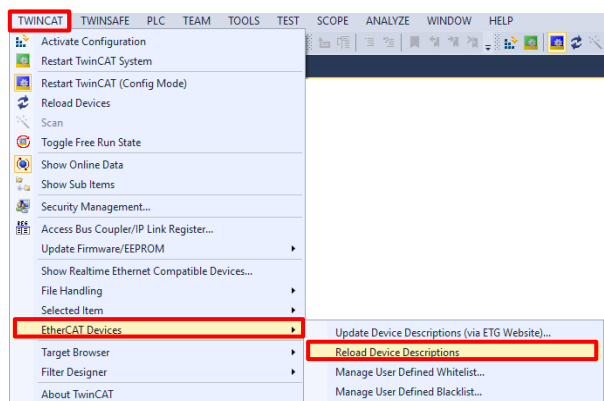 TWINCAT TWINSAFE PLC TEAM TOOLS TEST SCOPE ANALYZE WINDOW HELP
Activate Configuration
Restart TwinCAT System
Restart TwinCAT (Config Mode)
Reload Devices
Scan
Toggle Free Run State
Show Online Data
Show Sub Items
Security Management...
Access Bus Coupler/IP Link Register...
Update Firmware/EEPROM
Show Realtime Ethernet Compatible Devices...
File Handling
Selected Item
EtherCAT Devices
Target Browser
Filter Designer
About TwinCAT
Update Device Descriptions (via ETG Website)...
Reload Device Descriptions
Manage User Defined Whitelist...
Manage User Defined Blacklist...